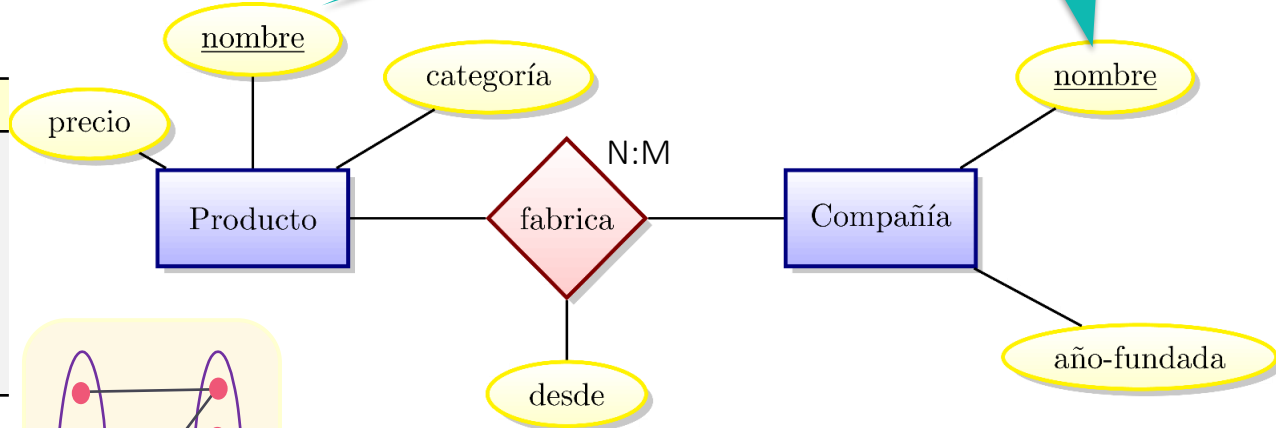 nombre
categoría
nombre
precio
N:M
Producto
fabrica
Compañía
año-fundada
desde